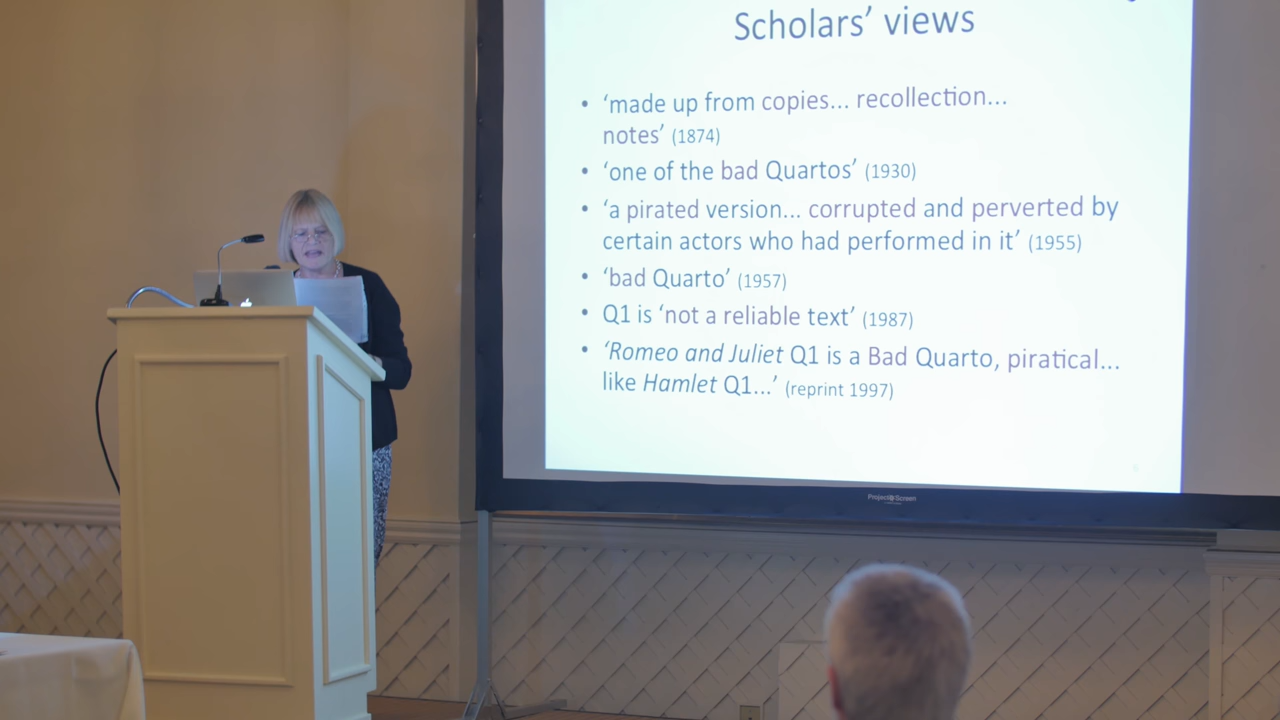 Scholars’ views
• ‘made up from copies... recollection...
notes’ (1874)
• ‘one of the bad Quartos’ (1930)
• ‘a pirated version... corrupted and perverted by
certain actors who had performed in it’ (1955)
• ‘bad Quarto’ (1957)
• Q1 is ‘not a reliable text’ (1987)
• ‘Romeo and Juliet Q1 is a Bad Quarto, piratical...
like Hamlet Q1...’ (reprint 1997)
Project Screen